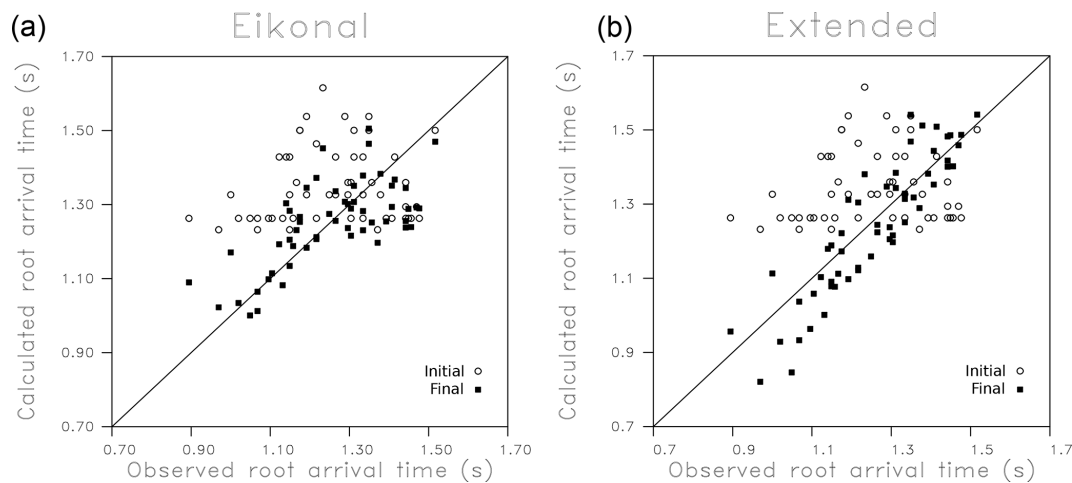 (a)
Eikonal
Calculated root arrival time (s)
1.70
1.50
1.30
1.10
0.90
0.70
Initial
Final
0.70
0.90
1.10
1.30
1.50
1.70
Observed root arrival time (s)
(b)
Extended
Calculated root arrival time (s)
1.7
1.5
1.3
1.1
0.9
0.7
Initial
Final
0.7
0.9
1.1
1.3
1.5
1.7
Observed root arrival time (s)